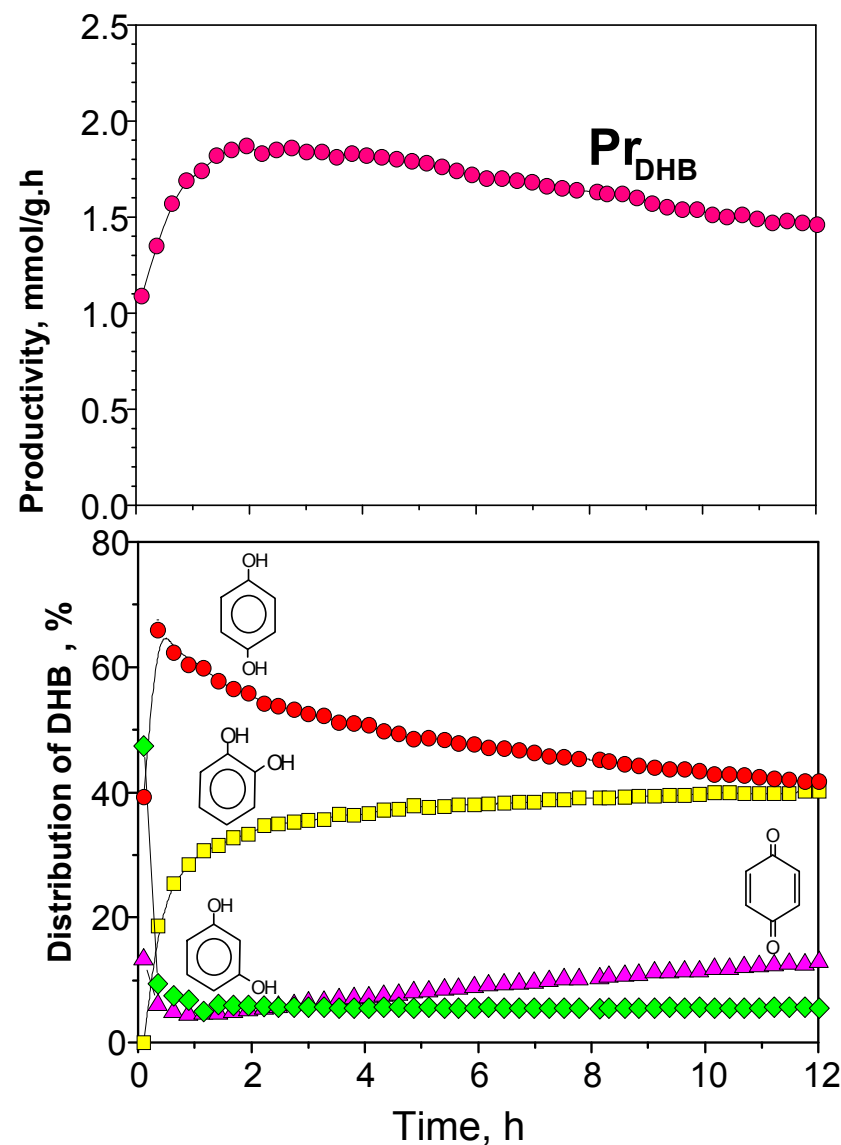 2.5
2.0
1.5
1.0
0.5
0.0
Productivity, mmol/g.h
Pr DHB
80
60
40
20
0
Distribution of DHB , %
OH
OH
OH
OH
OH
OH
O
O
0 2 4 6 8 10 12
Time, h